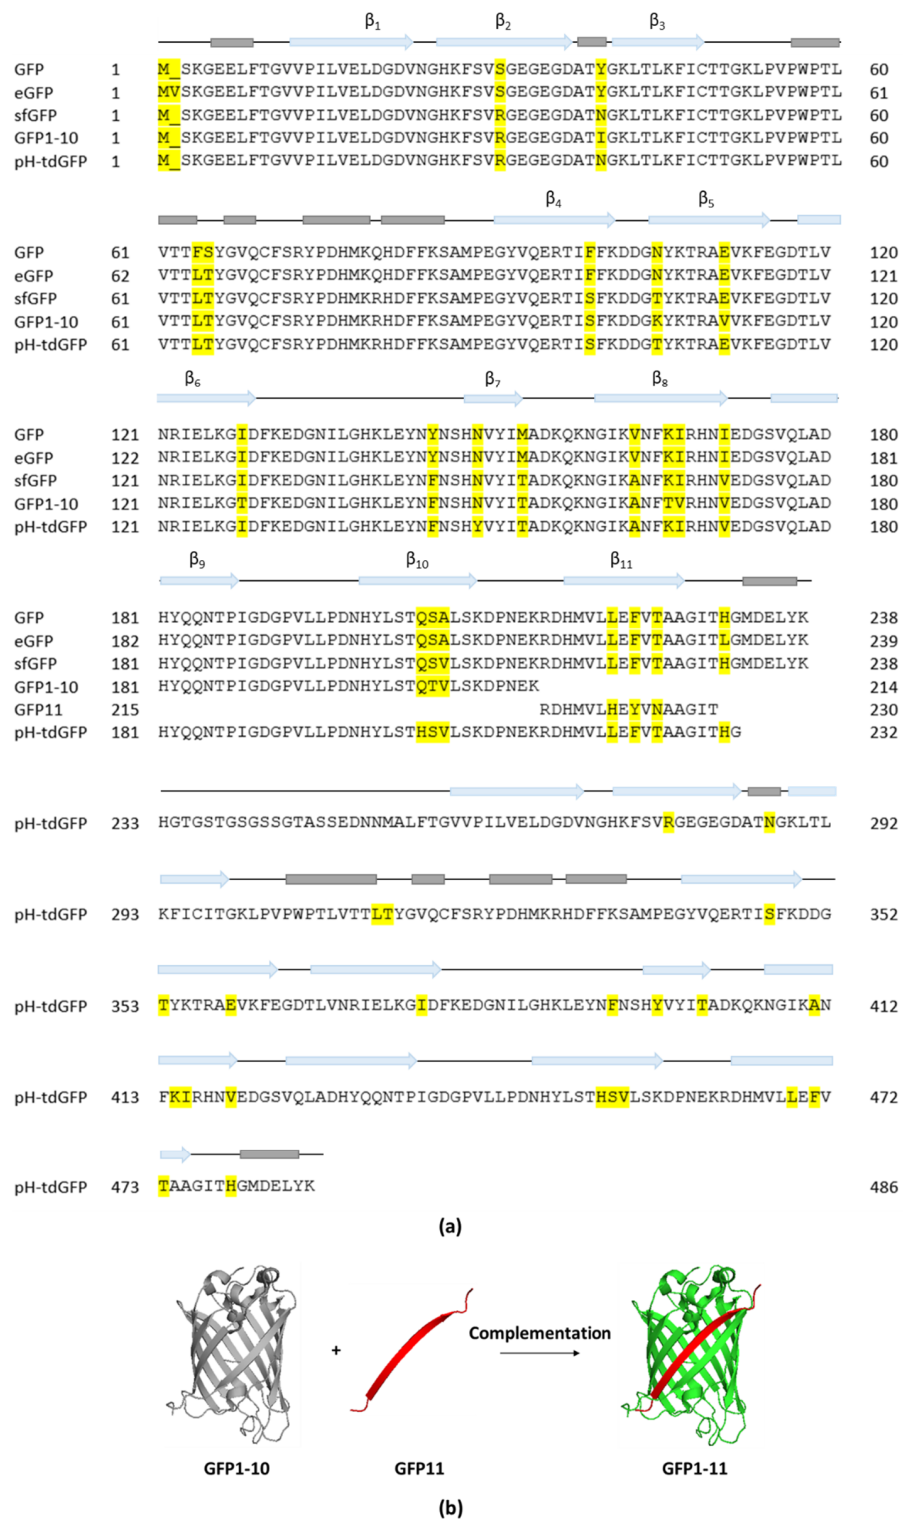 β1 β2 β3
GFP 1 M_SKGEELFTGVVPILVELDGDVNGHKFSVSGEGEGDATYGKLTLKFICTTGKLPVPWPTL 60
eGFP 1 MVSKGEELFTGVVPILVELDGDVNGHKFSVSGEGEGDATYGKLTLKFICTTGKLPVPWPTL 61
sfGFP 1 M_SKGEELFTGVVPILVELDGDVNGHKFSVRGEGEGDATNGKLTLKFICTTGKLPVPWPTL 60
GFP1-10 1 M_SKGEELFTGVVPILVELDGDVNGHKFSVRGEGEGDATIGKLTLKFICTTGKLPVPWPTL 60
pH-tdGFP 1 M_SKGEELFTGVVPILVELDGDVNGHKFSVRGEGEGDATNGKLTLKFICTTGKLPVPWPTL 60
β4 β5
GFP 61 VTTFSYGVQCFSRYPDHMKQHDFFKSAMPEGYVQERTIFFKDDGNYKTRAEVKFEGDTLV 120
eGFP 62 VTTLTYGVQCFSRYPDHMKQHDFFKSAMPEGYVQERTIFFKDDGNYKTRAEVKFEGDTLV 121
sfGFP 61 VTTLTYGVQCFSRYPDHMKRHDFFKSAMPEGYVQERTISFKDDGTYKTRAEVKFEGDTLV 120
GFP1-10 61 VTTLTYGVQCFSRYPDHMKRHDFFKSAMPEGYVQERTISFKDDGKYKTRAVVKFEGDTLV 120
pH-tdGFP 61 VTTLTYGVQCFSRYPDHMKRHDFFKSAMPEGYVQERTISFKDDGTYKTRAEVKFEGDTLV 120
β6 β7 β8
GFP 121 NRIELKGIDFKEDGNILGHKLEYNYNSHNVYIMADKQKNGIKVNFKIRHNIEDGSVQLAD 180
eGFP 122 NRIELKGIDFKEDGNILGHKLEYNYNSHNVYIMADKQKNGIKVNFKIRHNIEDGSVQLAD 181
sfGFP 121 NRIELKGIDFKEDGNILGHKLEYNFNSHNVYITADKQKNGIKANFKIRHNVEDGSVQLAD 180
GFP1-10 121 NRIELKGTDFKEDGNILGHKLEYNFNSHNVYITADKQKNGIKANFTVRHNVEDGSVQLAD 180
pH-tdGFP 121 NRIELKGIDFKEDGNILGHKLEYNFNSHYVYITADKQKNGIKANFKIRHNVEDGSVQLAD 180
β9 β10 β11
GFP 181 HYQQNTPIGDGPVLLPDNHYLSTQSALSKDPNEKRDHMVLLEFVTAAGITHGMDELYK 238
eGFP 182 HYQQNTPIGDGPVLLPDNHYLSTQSALSKDPNEKRDHMVLLEFVTAAGITLGMDELYK 239
sfGFP 181 HYQQNTPIGDGPVLLPDNHYLSTQSVLSKDPNEKRDHMVLLEFVTAAGITHGMDELYK 238
GFP1-10 181 HYQQNTPIGDGPVLLPDNHYLSTQTVLSKDPNEK 214
GFP11 215 RDHMVLHEYVNAAGIT 230
pH-tdGFP 181 HYQQNTPIGDGPVLLPDNHYLSTHSVLSKDPNEKRDHMVLLEFVTAAGITHG 232
pH-tdGFP 233 HGTGSTGSGSSGTASSEDNNMALFTGVVPILVELDGDVNGHKFSVRGEGEGDATNGKLTL 292
pH-tdGFP 293 KFICITGKLPVPWPTLVTTLTYGVQCFSRYPDHMKRHDFFKSAMPEGYVQERTISFKDDG 352
pH-tdGFP 353 TYKTRAEVKFEGDTLVNRIELKGIDFKEDGNILGHKLEYNFNSHYVYITADKQKNGIKAN 412
pH-tdGFP 413 FKIRHNVEDGSVQLADHYQQNTPIGDGPVLLPDNHYLSTHSVLSKDPNEKRDHMVLLEFV 472
pH-tdGFP 473 TAAGITHGMDELYK 486
(a)
+ Complementation
GFP1-10 GFP11 GFP1-11
(b)